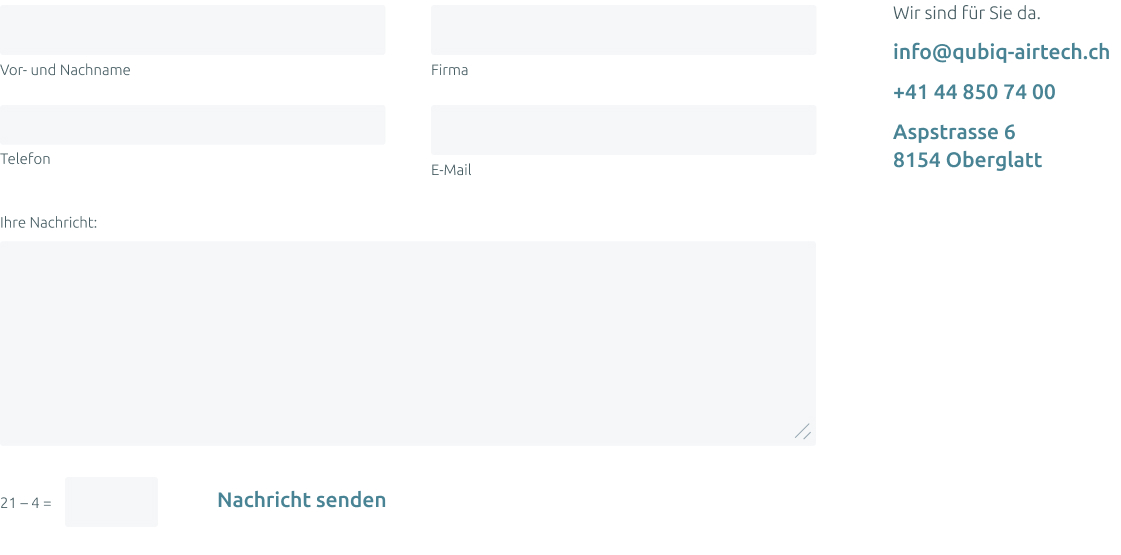 Vor- und Nachname
Firma
Telefon
E-Mail
Ihre Nachricht:
21 – 4 =
Nachricht senden
Wir sind für Sie da.
info@qubiq-airtech.ch
+41 44 850 74 00
Aspstrasse 6
8154 Oberglatt